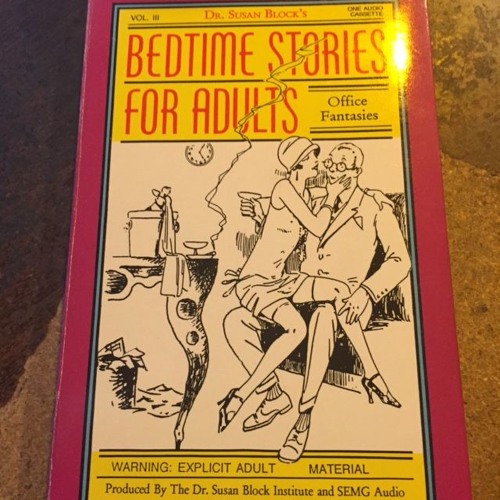 VOL. III
DR. SUSAN BLOCK'S
ONE AUDIO
CASSETTE
BEDTIME STORIES
FOR ADULTS
Office
Fantasies
WARNING: EXPLICIT ADULT MATERIAL
Produced By The Dr. Susan Block Institute and SEMG Audio